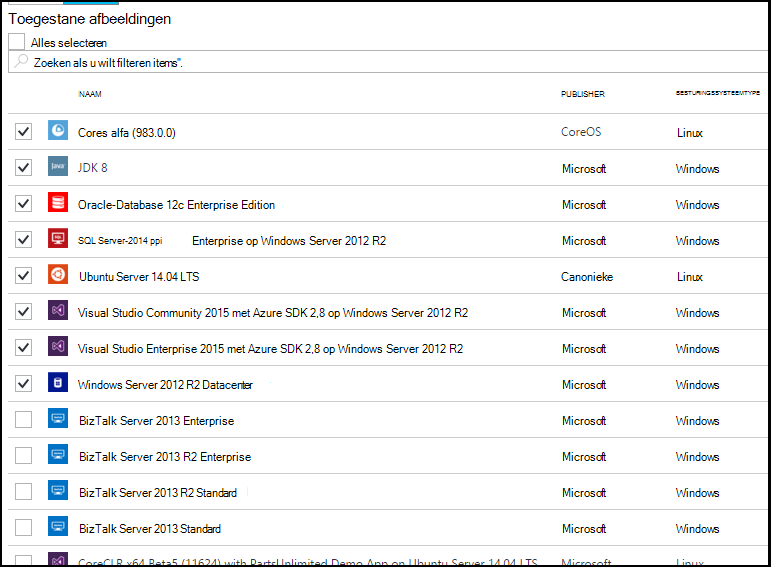 Toegestane afbeeldingen
Alles selecteren
Zoeken als u wilt filteren items".
NAAM PUBLISHER BESTURINGSSYSTEEMTYPE
Cores alfa (983.0.0) CoreOS Linux
JDK 8 Microsoft Windows
Oracle-Database 12c Enterprise Edition Microsoft Windows
SQL Server-2014 ppi Enterprise op Windows Server 2012 R2 Microsoft Windows
Ubuntu Server 14.04 LTS Canonieke Linux
Visual Studio Community 2015 met Azure SDK 2,8 op Windows Server 2012 R2 Microsoft Windows
Visual Studio Enterprise 2015 met Azure SDK 2,8 op Windows Server 2012 R2 Microsoft Windows
Windows Server 2012 R2 Datacenter Microsoft Windows
BizTalk Server 2013 Enterprise Microsoft Windows
BizTalk Server 2013 R2 Enterprise Microsoft Windows
BizTalk Server 2013 R2 Standard Microsoft Windows
BizTalk Server 2013 Standard Microsoft Windows
CoreCLR x64 Beta5 (11624) with PartsUnlimited Demo App on Ubuntu Server 14.04 LTS Microsoft Linux